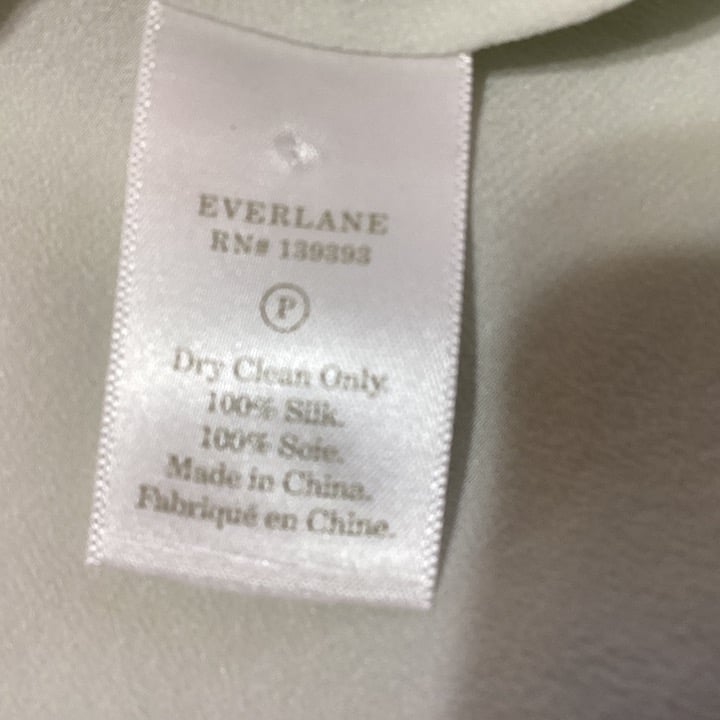 EVERLANE
RN# 139393
P
Dry Clean Only.
100% Silk.
100% Soie.
Made in China.
Fabriqué en Chine.